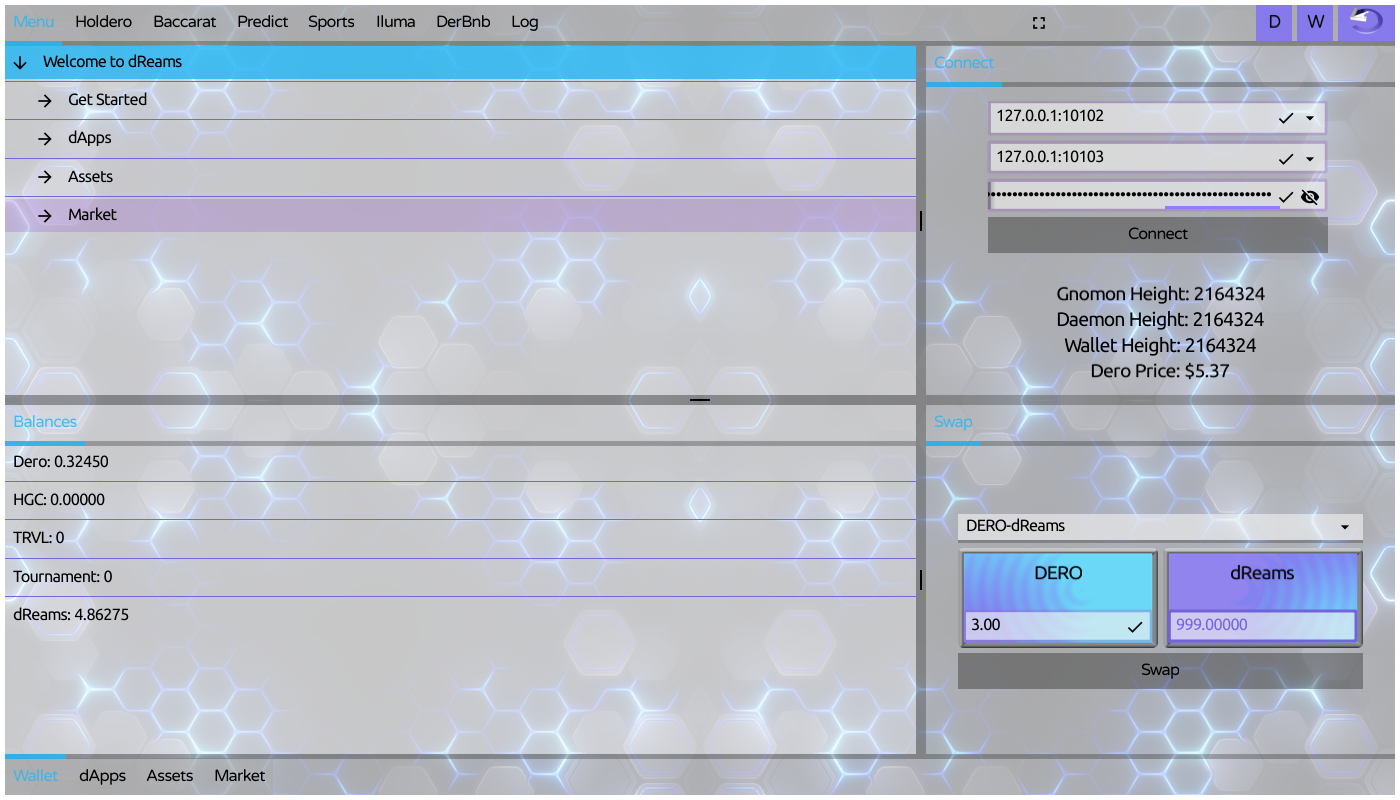 Menu Holdero Baccarat Predict Sports Iluma DerBnb Log D W
Welcome to dReams
Get Started
dApps
Assets
Market
Connect
127.0.0.1:10102
127.0.0.1:10103
Connect
Gnomon Height: 2164324
Daemon Height: 2164324
Wallet Height: 2164324
Dero Price: $5.37
Balances
Dero: 0.32450
HGC: 0.00000
TRVL: 0
Tournament: 0
dReams: 4.86275
Swap
DERO-dReams
DERO dReams
3.00 999.00000
Swap
Wallet dApps Assets Market